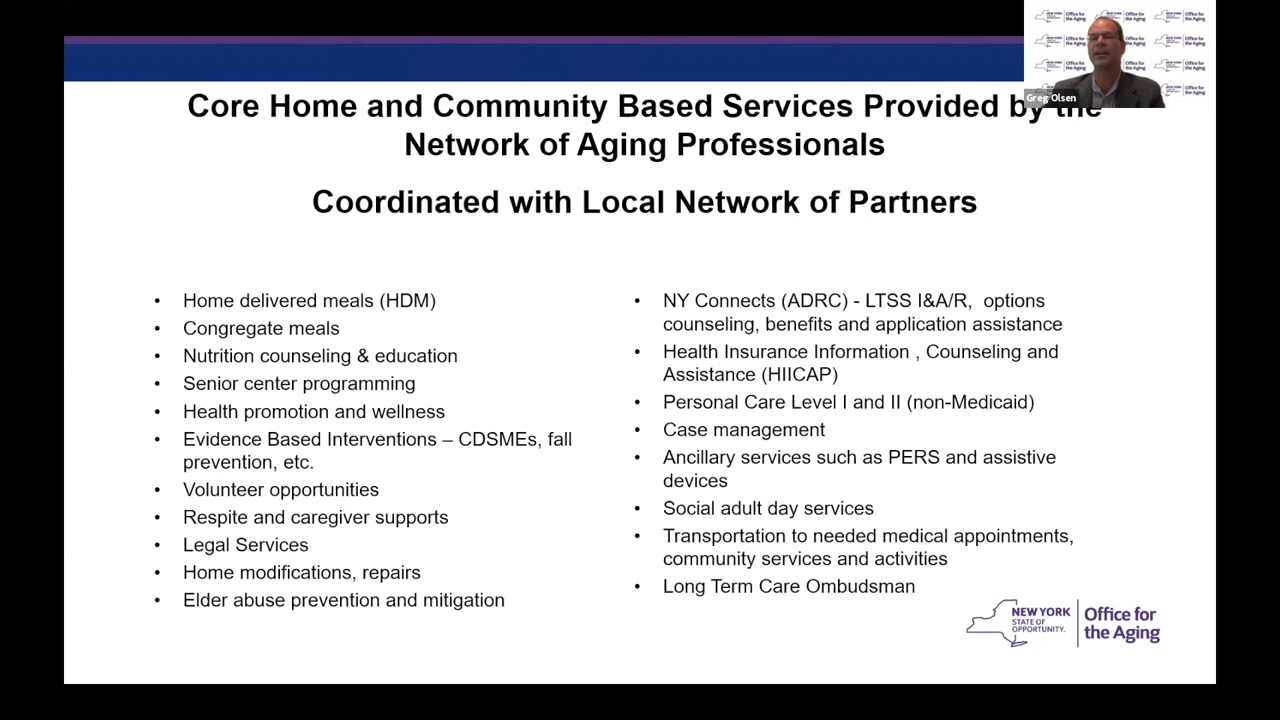 Core Home and Community Based Services Provided by the
Network of Aging Professionals
Coordinated with Local Network of Partners
• Home delivered meals (HDM)
• Congregate meals
• Nutrition counseling & education
• Senior center programming
• Health promotion and wellness
• Evidence Based Interventions – CDSMEs, fall
prevention, etc.
• Volunteer opportunities
• Respite and caregiver supports
• Legal Services
• Home modifications, repairs
• Elder abuse prevention and mitigation
• NY Connects (ADRC) - LTSS I&A/R, options
counseling, benefits and application assistance
• Health Insurance Information , Counseling and
Assistance (HIICAP)
• Personal Care Level I and II (non-Medicaid)
• Case management
• Ancillary services such as PERS and assistive
devices
• Social adult day services
• Transportation to needed medical appointments,
community services and activities
• Long Term Care Ombudsman
NEW YORK
STATE OF
OPPORTUNITY.
Office for
the Aging
Greg Olsen
Office for
the Aging